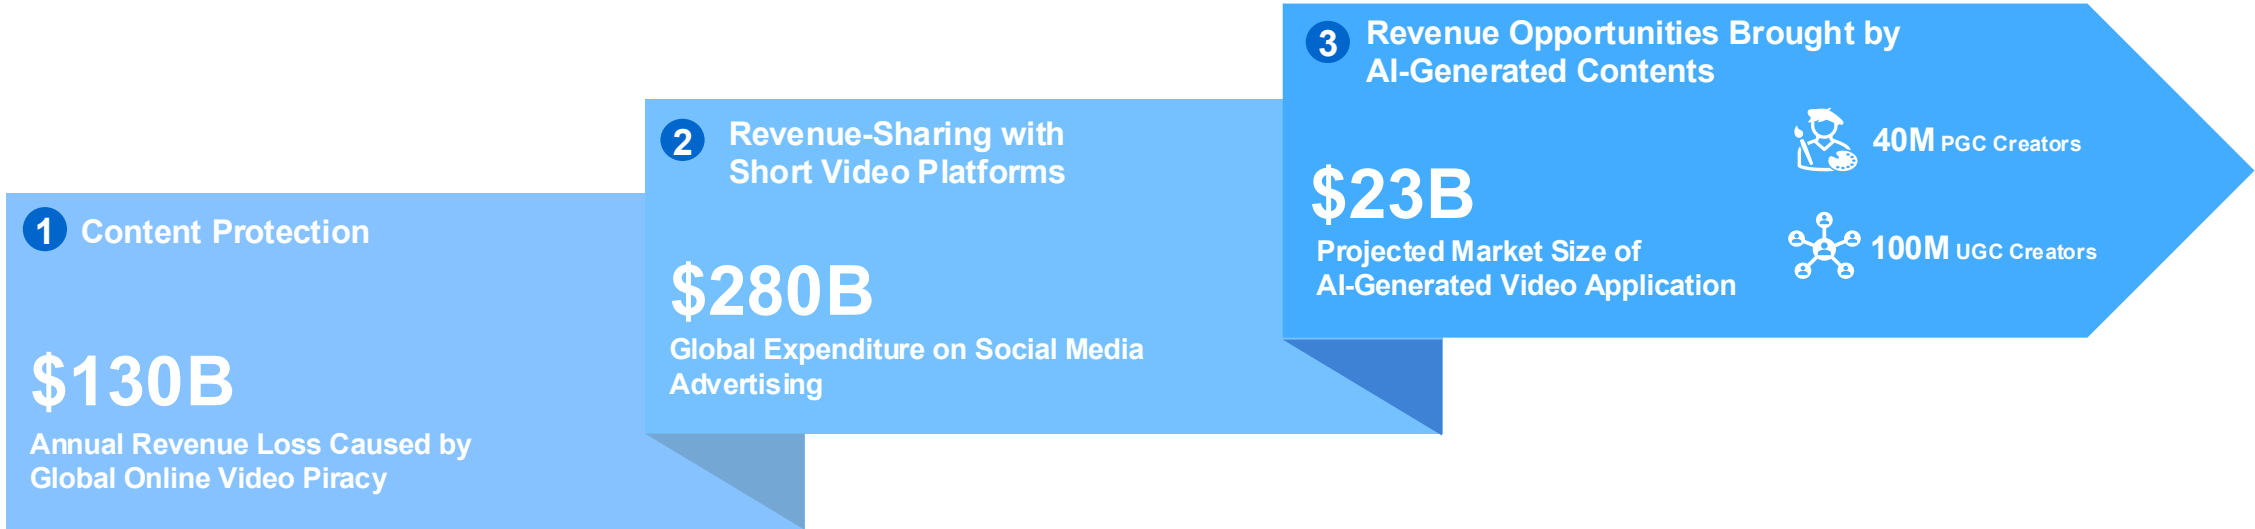 1 Content Protection
$130B
Annual Revenue Loss Caused by
Global Online Video Piracy
2 Revenue-Sharing with
Short Video Platforms
$280B
Global Expenditure on Social Media
Advertising
3 Revenue Opportunities Brought by
AI-Generated Contents
$23B
Projected Market Size of
AI-Generated Video Application
40M PGC Creators
100M UGC Creators